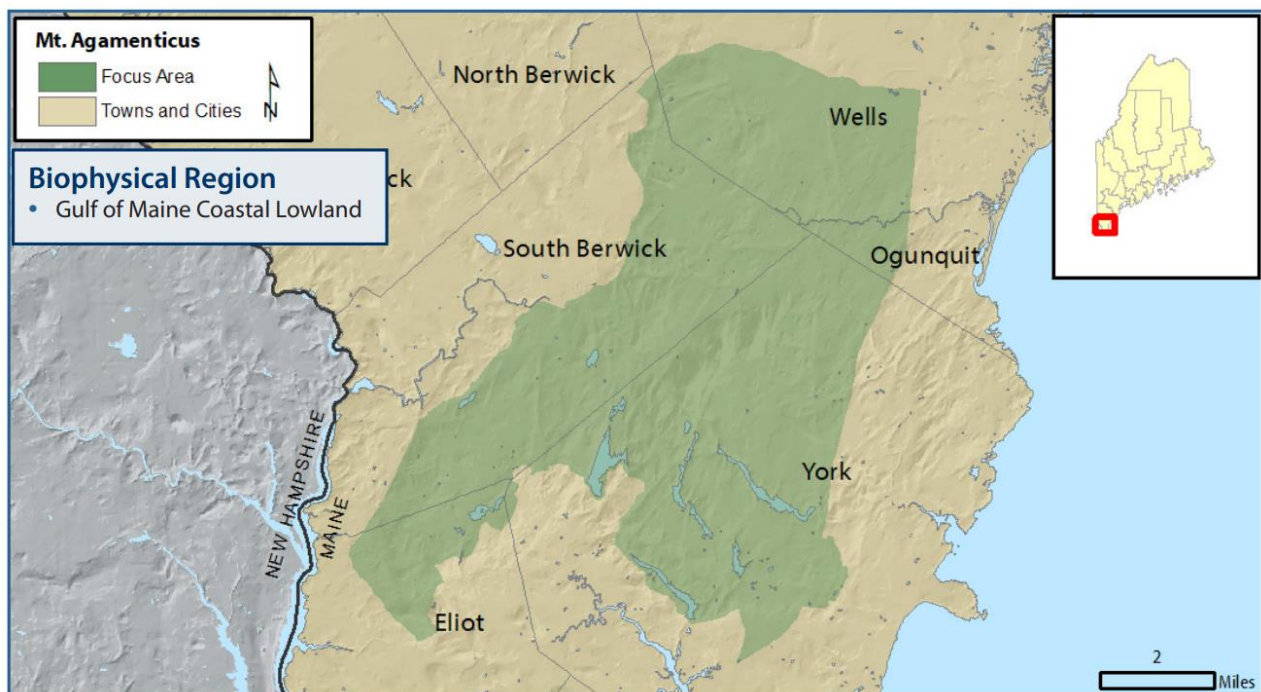 Mt. Agamenticus
Focus Area
Towns and Cities
N
Biophysical Region
• Gulf of Maine Coastal Lowland
ck
North Berwick
Wells
South Berwick
Ogunquit
York
Eliot
NEW HAMPSHIRE
MAINE
2
Miles